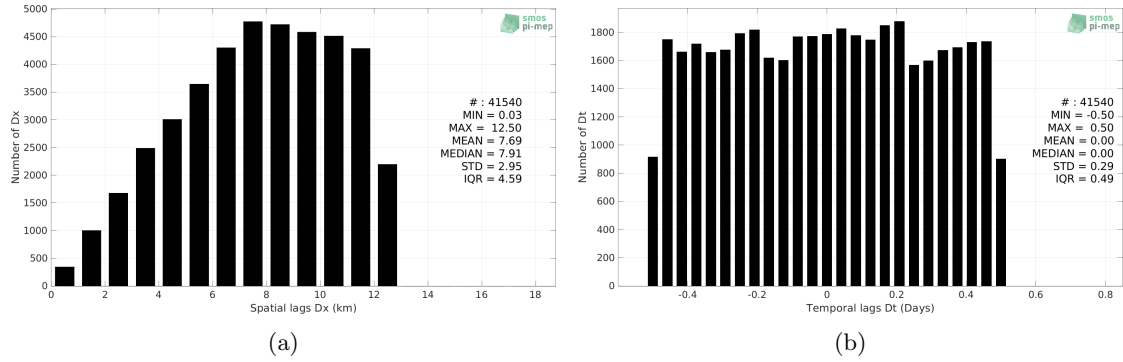 smos
pi-mep
5000
4500
4000
3500
3000
2500
2000
1500
1000
500
0
Number of Dx
# : 41540
MIN = 0.03
MAX = 12.50
MEAN = 7.69
MEDIAN = 7.91
STD = 2.95
IQR = 4.59
0 2 4 6 8 10 12 14 16 18
Spatial lags Dx (km)
(a)
smos
pi-mep
1800
1600
1400
1200
1000
800
600
400
200
0
Number of Dt
# : 41540
MIN = -0.50
MAX = 0.50
MEAN = 0.00
MEDIAN = 0.00
STD = 0.29
IQR = 0.49
-0.4 -0.2 0 0.2 0.4 0.6 0.8
Temporal lags Dt (Days)
(b)